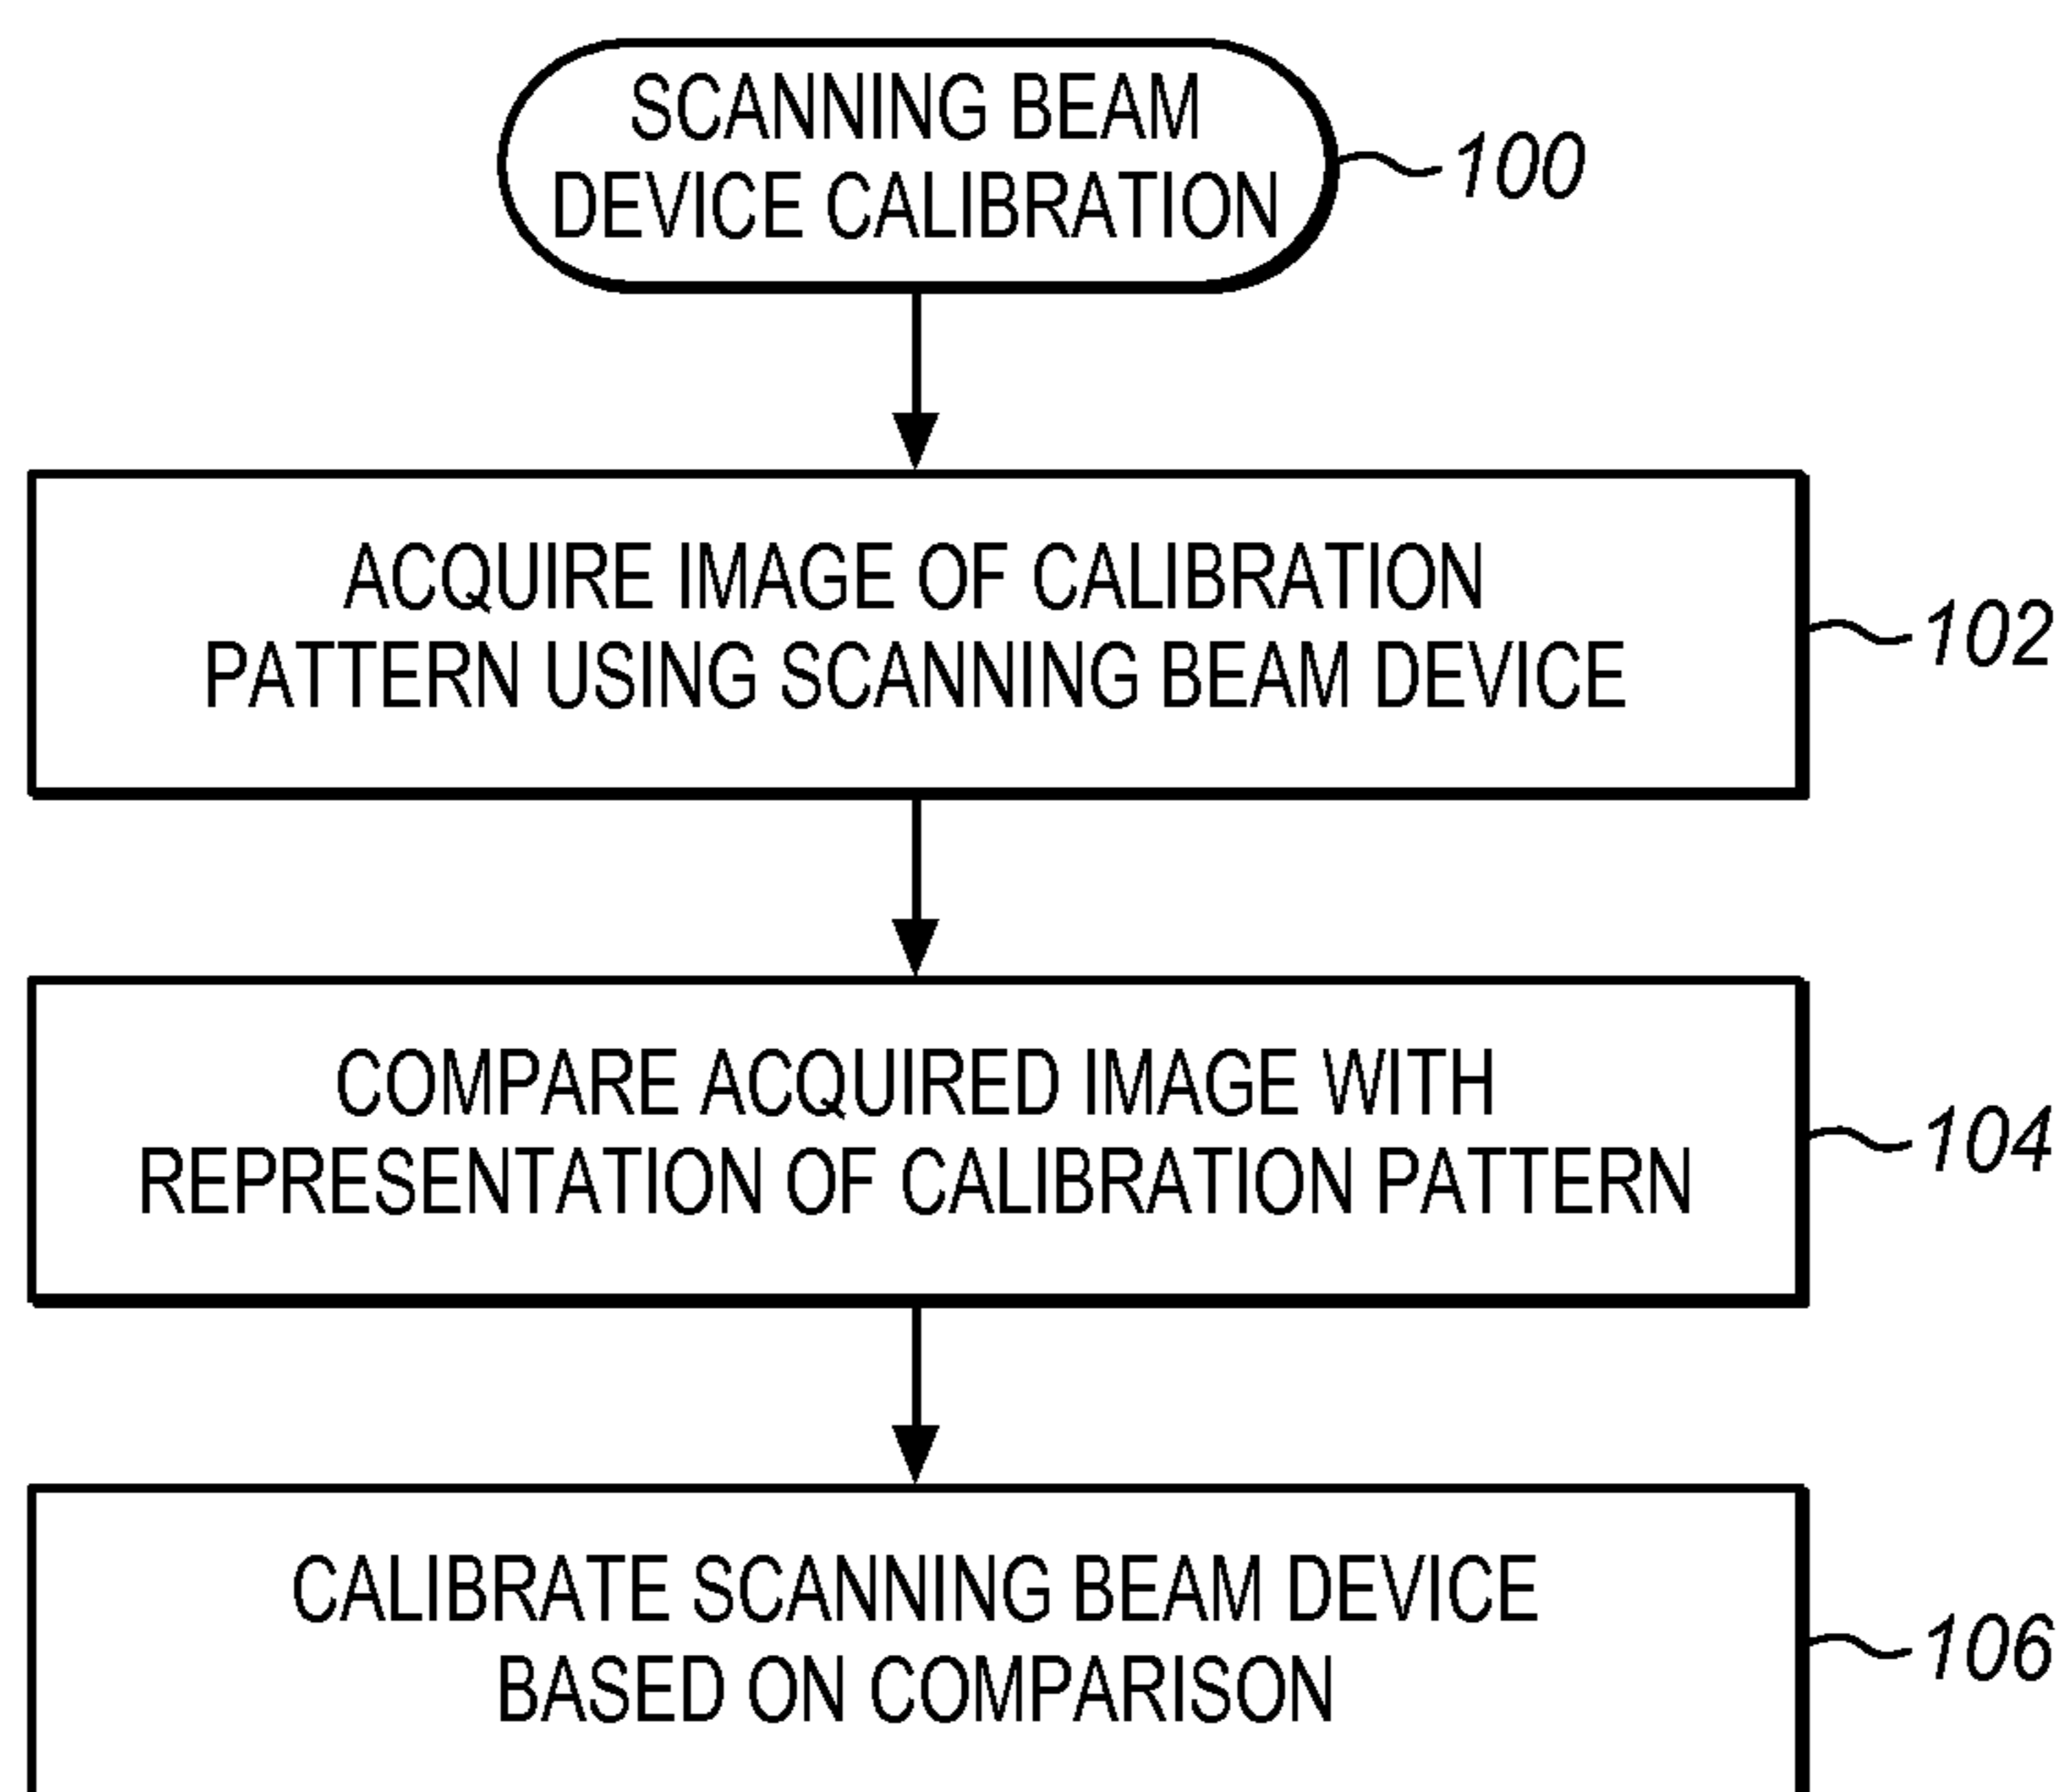 SCANNING BEAM
DEVICE CALIBRATION
100
ACQUIRE IMAGE OF CALIBRATION
PATTERN USING SCANNING BEAM DEVICE
102
COMPARE ACQUIRED IMAGE WITH
REPRESENTATION OF CALIBRATION PATTERN
104
CALIBRATE SCANNING BEAM DEVICE
BASED ON COMPARISON
106